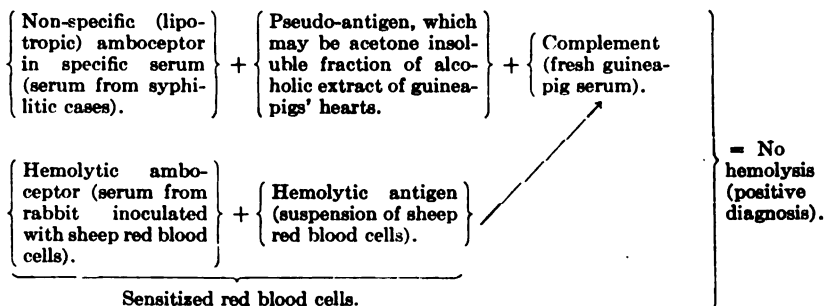 Non-specific (lipo-
tropic) amboceptor
in specific serum
(serum from syphi-
litic cases).
+
Pseudo-antigen, which
may be acetone insol-
uble fraction of alco-
holic extract of guinea-
pigs' hearts.
+
Complement
(fresh guinea-
pig serum).
Hemolytic ambo-
ceptor (serum from
rabbit inoculated
with sheep red blood
cells).
+
Hemolytic antigen
(suspension of sheep
red blood cells).
Sensitized red blood cells.
= No
hemolysis
(positive
diagnosis).